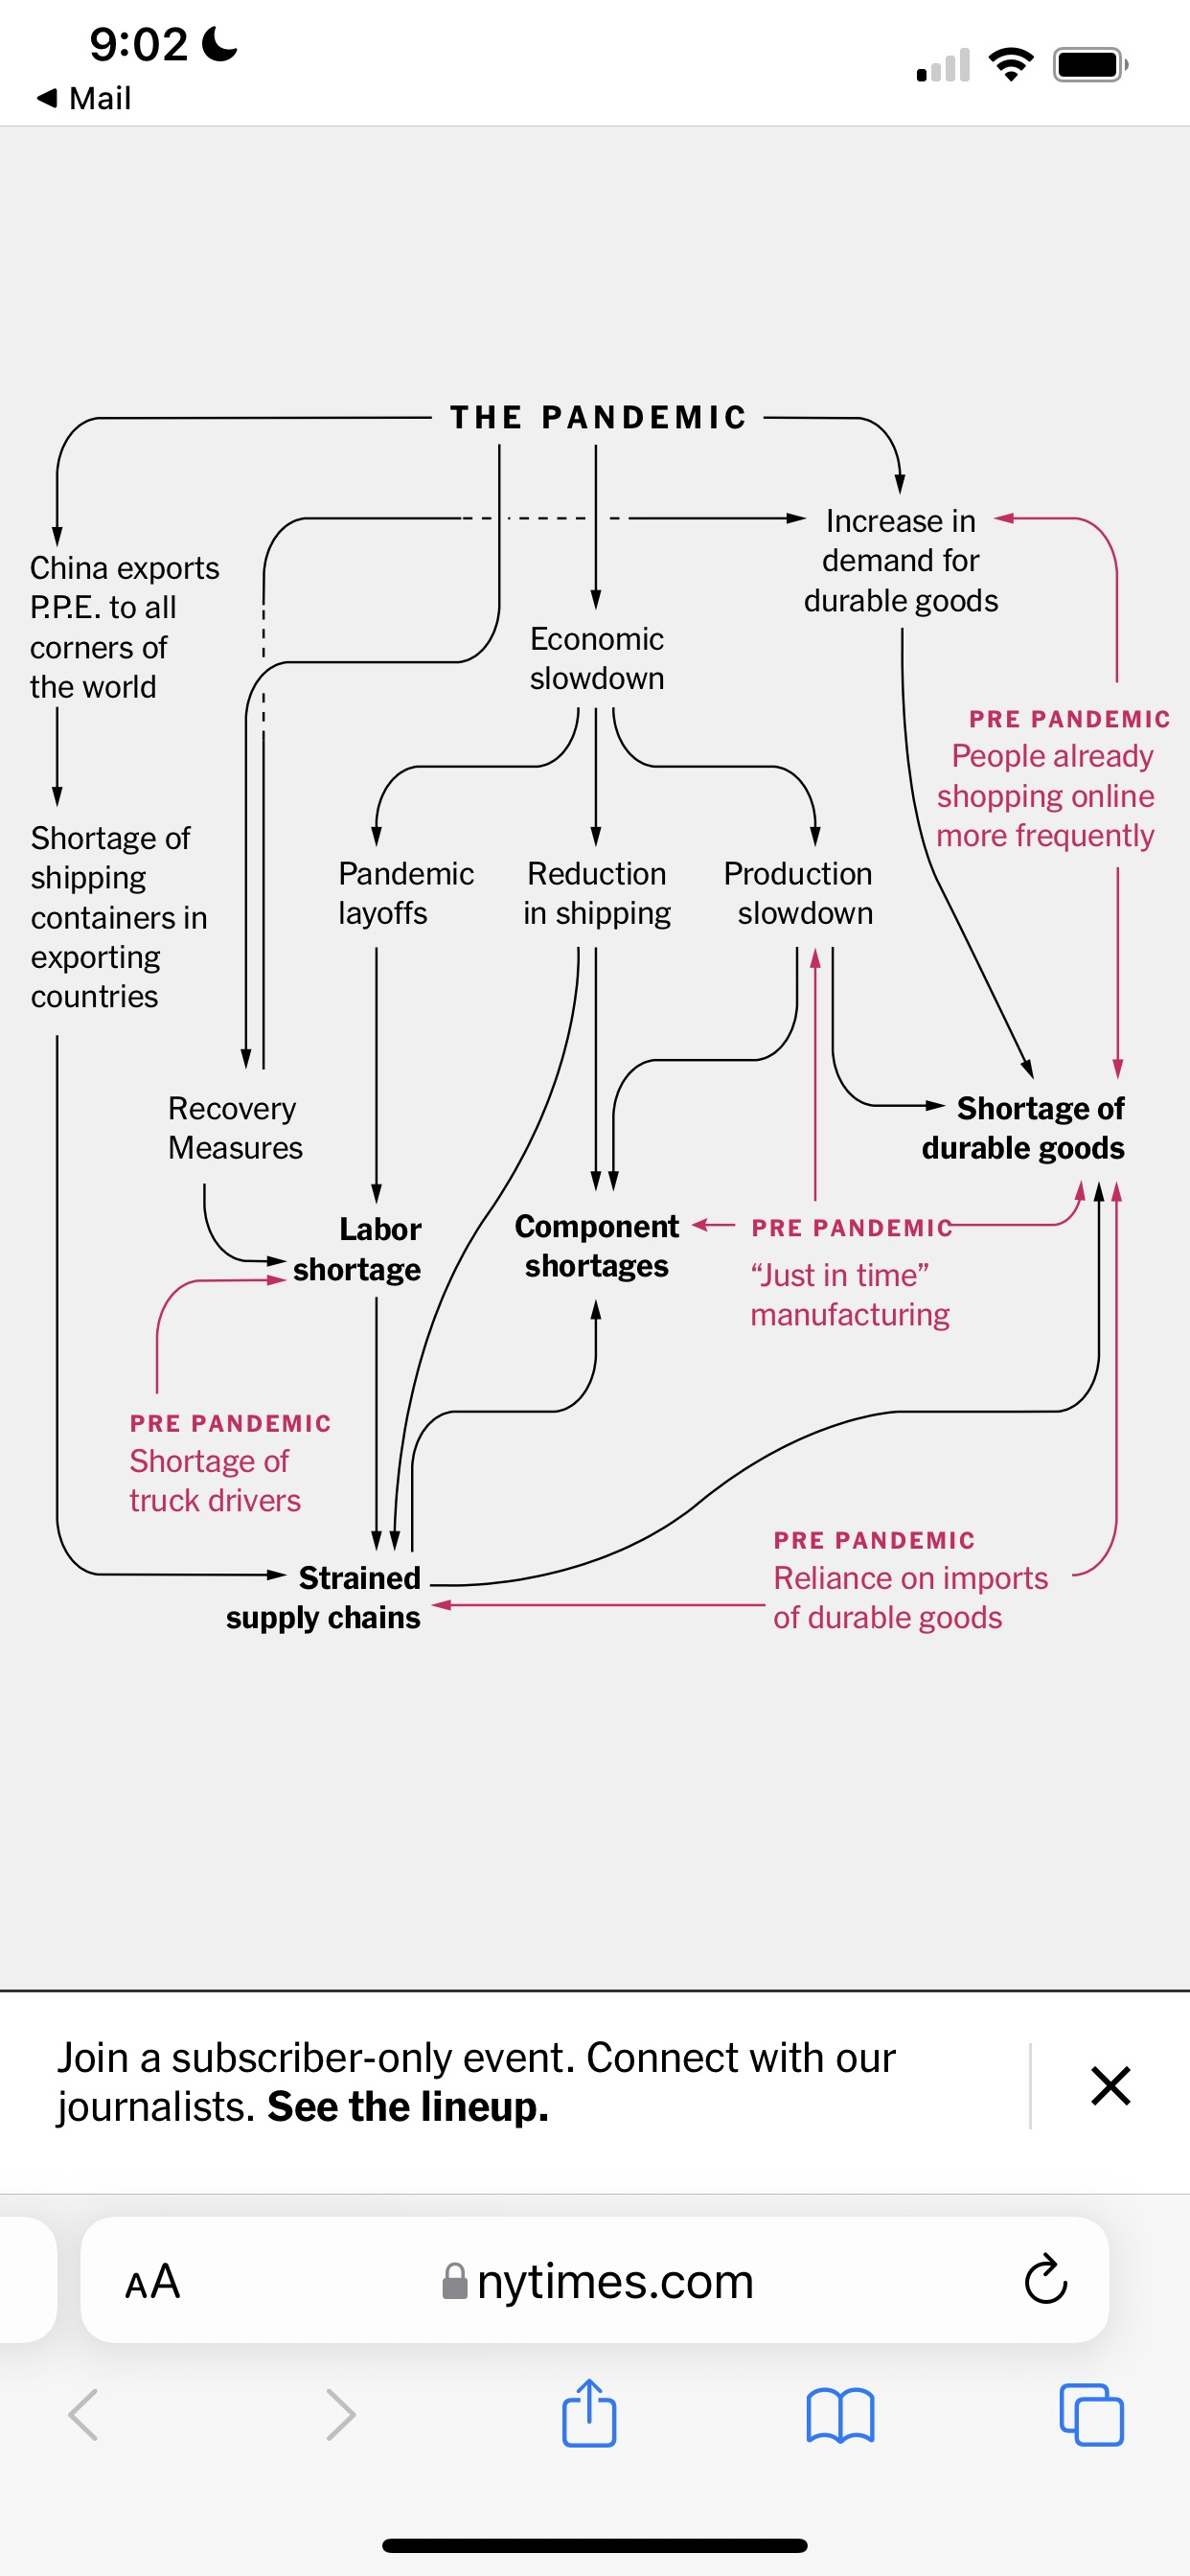 9:02
Mail
THE PANDEMIC
China exports
P.P.E. to all
corners of
the world
Increase in
demand for
durable goods
Economic
slowdown
PRE PANDEMIC
People already
shopping online
more frequently
Shortage of
shipping
containers in
exporting
countries
Pandemic
layoffs
Reduction
in shipping
Production
slowdown
Recovery
Measures
Shortage of
durable goods
Labor
shortage
Component
shortages
PRE PANDEMIC
“Just in time”
manufacturing
PRE PANDEMIC
Shortage of
truck drivers
Strained
supply chains
PRE PANDEMIC
Reliance on imports
of durable goods
Join a subscriber-only event. Connect with our
journalists. See the lineup.
AA
nytimes.com